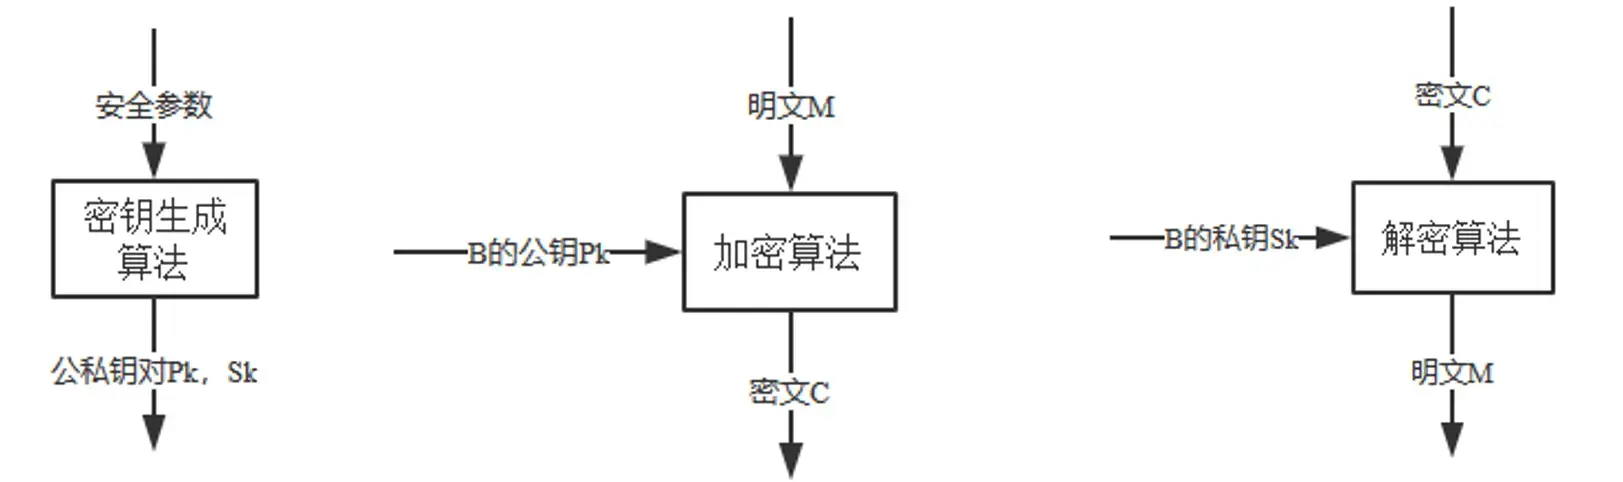 安全参数
密钥生成
算法
公私钥对Pk，Sk
明文M
B的公钥Pk
加密算法
密文C
密文C
B的私钥Sk
解密算法
明文M